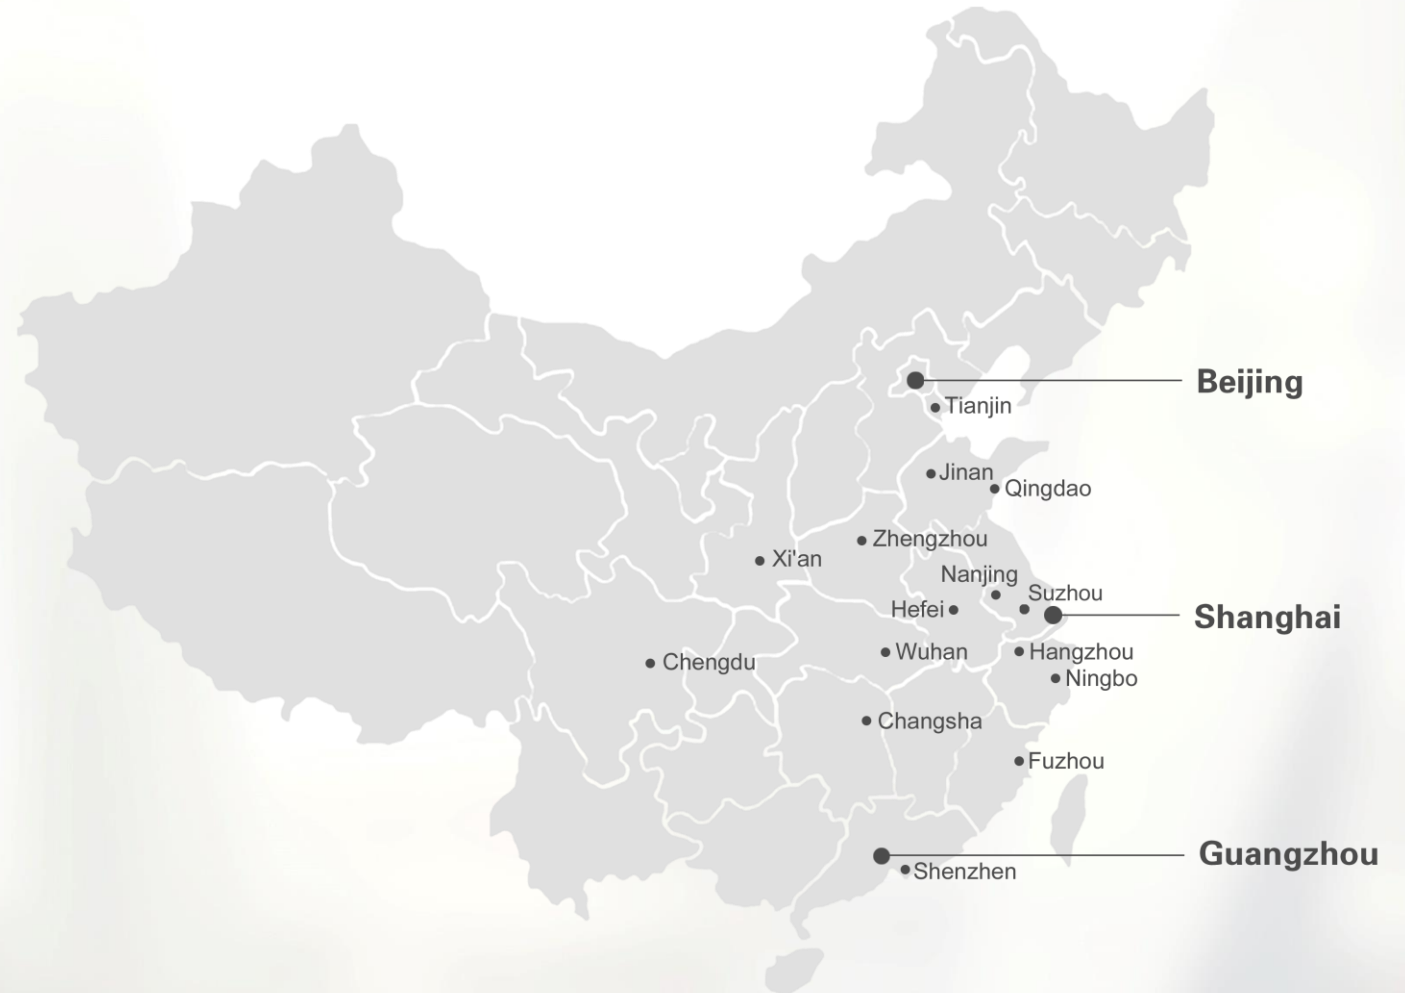 Beijing
Tianjin
Jinan
Qingdao
Zhengzhou
Xi'an
Nanjing
Suzhou
Hefei
Shanghai
Wuhan
Hangzhou
Chengdu
Ningbo
Changsha
Fuzhou
Guangzhou
Shenzhen